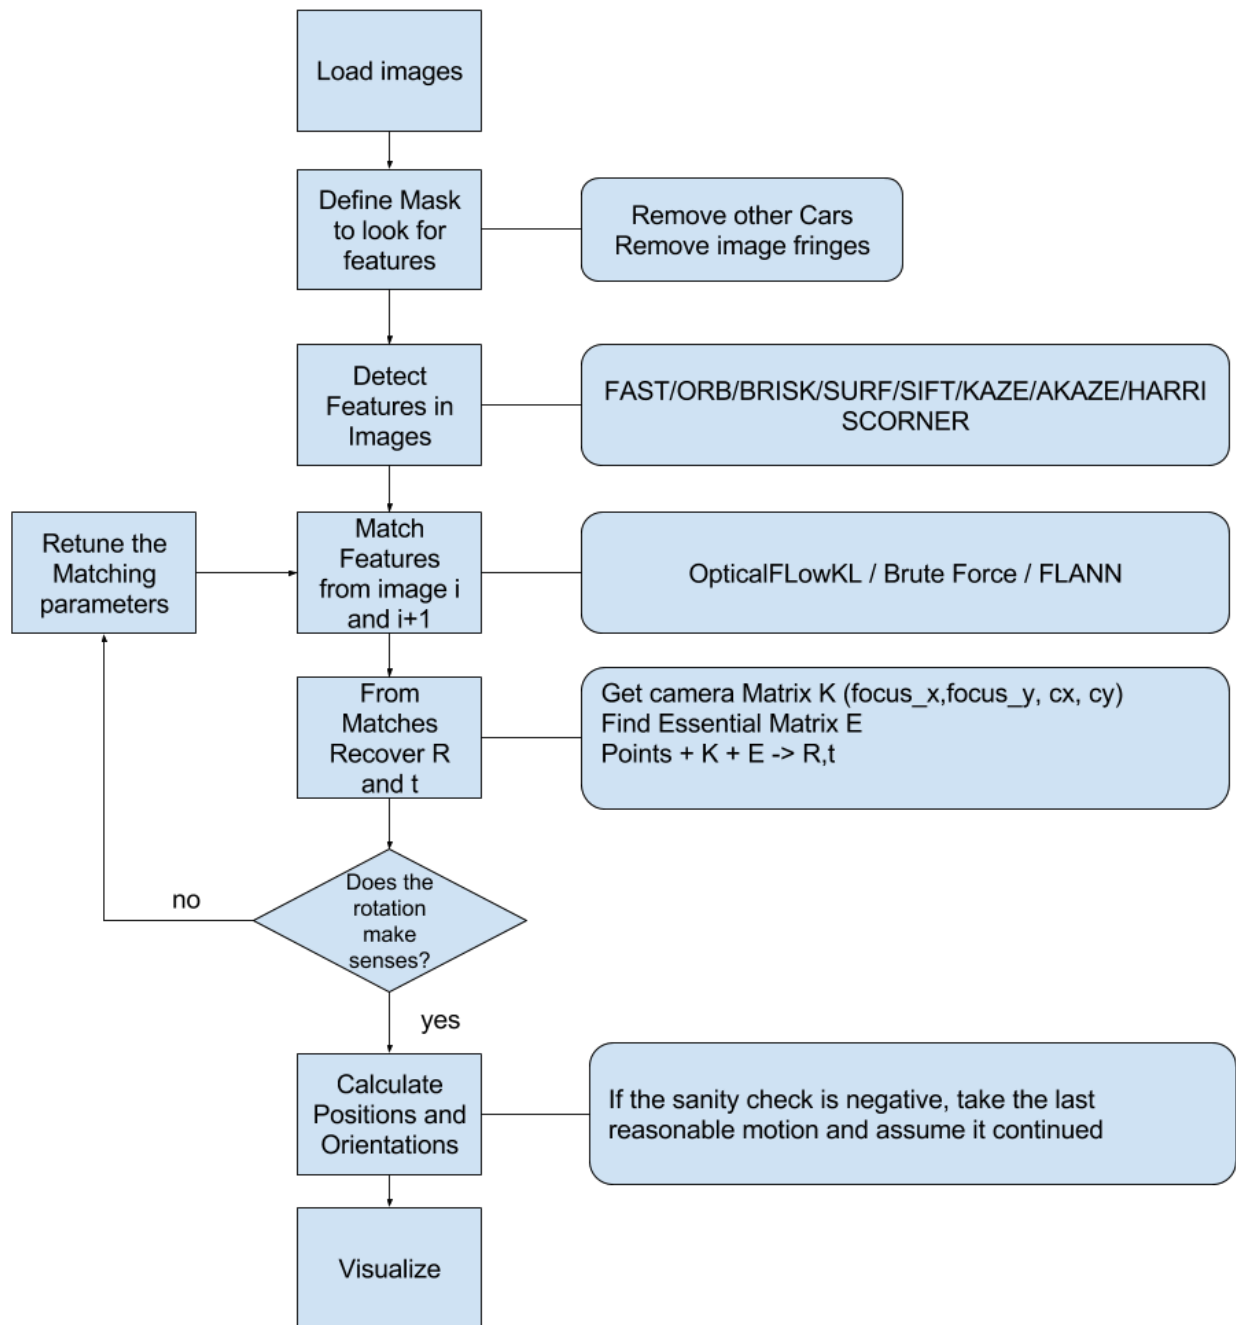 Load images
Define Mask
to look for
features
Remove other Cars
Remove image fringes
Detect
Features in
Images
FAST/ORB/BRISK/SURF/SIFT/KAZE/AKAZE/HARRI
SCORNER
Retune the
Matching
parameters
Match
Features
from image i
and i+1
OpticalFLowKL / Brute Force / FLANN
From
Matches
Recover R
and t
Get camera Matrix K (focus_x,focus_y, cx, cy)
Find Essential Matrix E
Points + K + E -> R,t
Does the
rotation
make
senses?
no
yes
Calculate
Positions and
Orientations
If the sanity check is negative, take the last
reasonable motion and assume it continued
Visualize